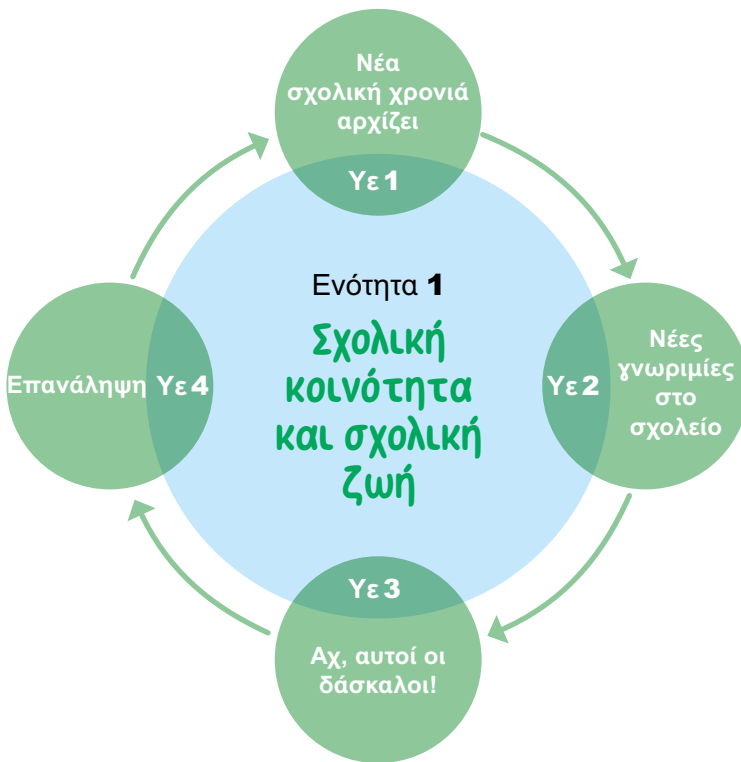 Νέα
σχολική χρονιά
αρχίζει
Υε 1
Ενότητα 1
Σχολική
κοινότητα
και σχολική
ζωή
Επανάληψη Υε 4
Υε 2
Νέες
γνωριμίες
στο
σχολείο
Υε 3
Αχ, αυτοί οι
δάσκαλοι!